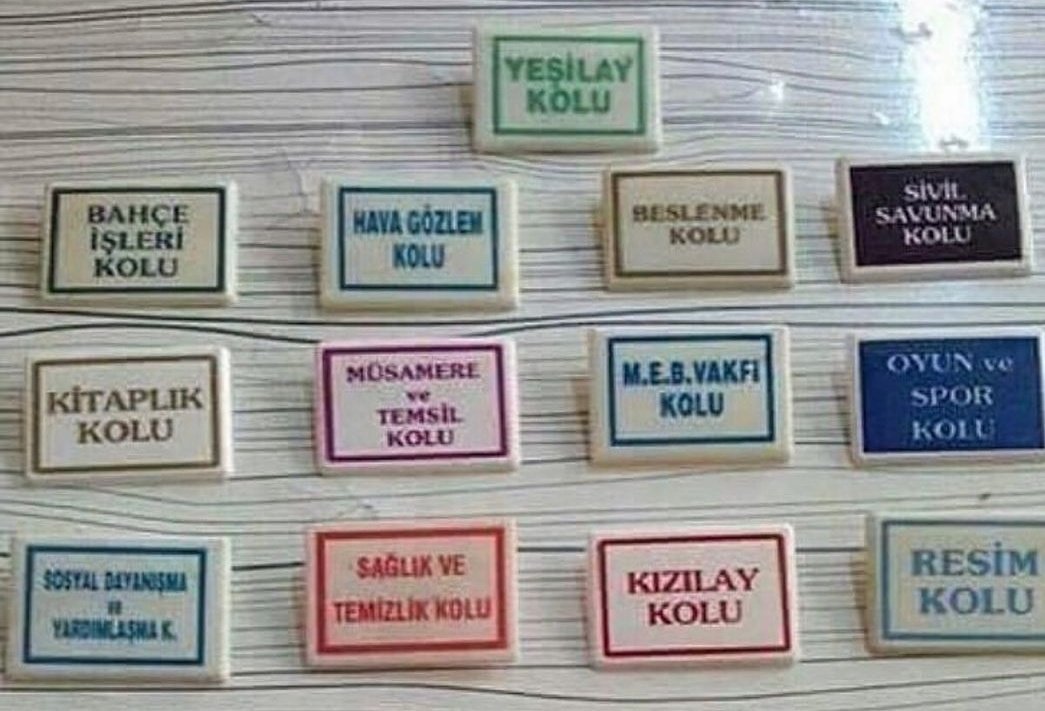 YEŞİLAY
KOLU
BAHÇE
İŞLERİ
KOLU
HAVA GÖZLEM
KOLU
BESLENME
KOLU
SİVİL
SAVUNMA
KOLU
KİTAPLIK
KOLU
MÜSAMERE
ve
TEMSİL
KOLU
M.E.B.VAKFI
KOLU
OYUN ve
SPOR
KOLU
SOSYAL DAYANIŞMA
ve
YARDIMLAŞMA K.
SAĞLIK VE
TEMİZLİK KOLU
KIZILAY
KOLU
RESİM
KOLU